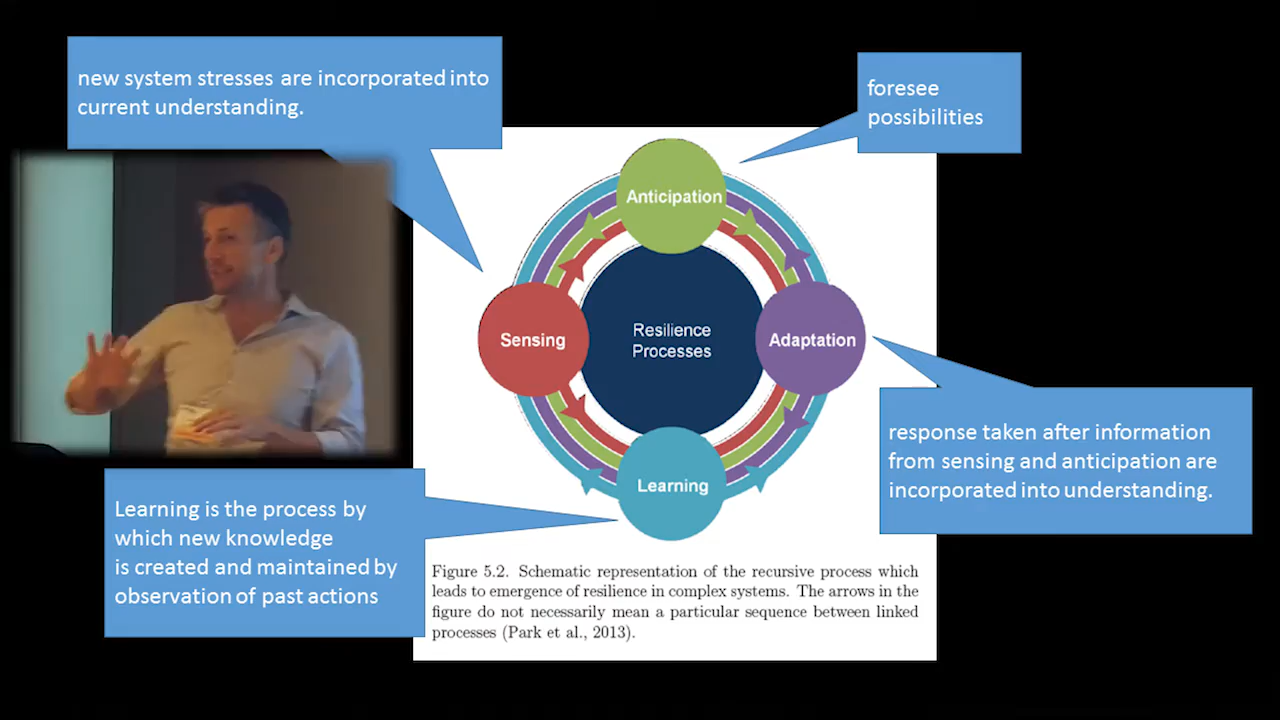 new system stresses are incorporated into
current understanding.
foresee
possibilities
Anticipation
Sensing
Resilience
Processes
Adaptation
Learning
response taken after information
from sensing and anticipation are
incorporated into understanding.
Learning is the process by
which new knowledge
is created and maintained by
observation of past actions
Figure 5.2. Schematic representation of the recursive process which
leads to emergence of resilience in complex systems. The arrows in the
figure do not necessarily mean a particular sequence between linked
processes (Park et al., 2013).